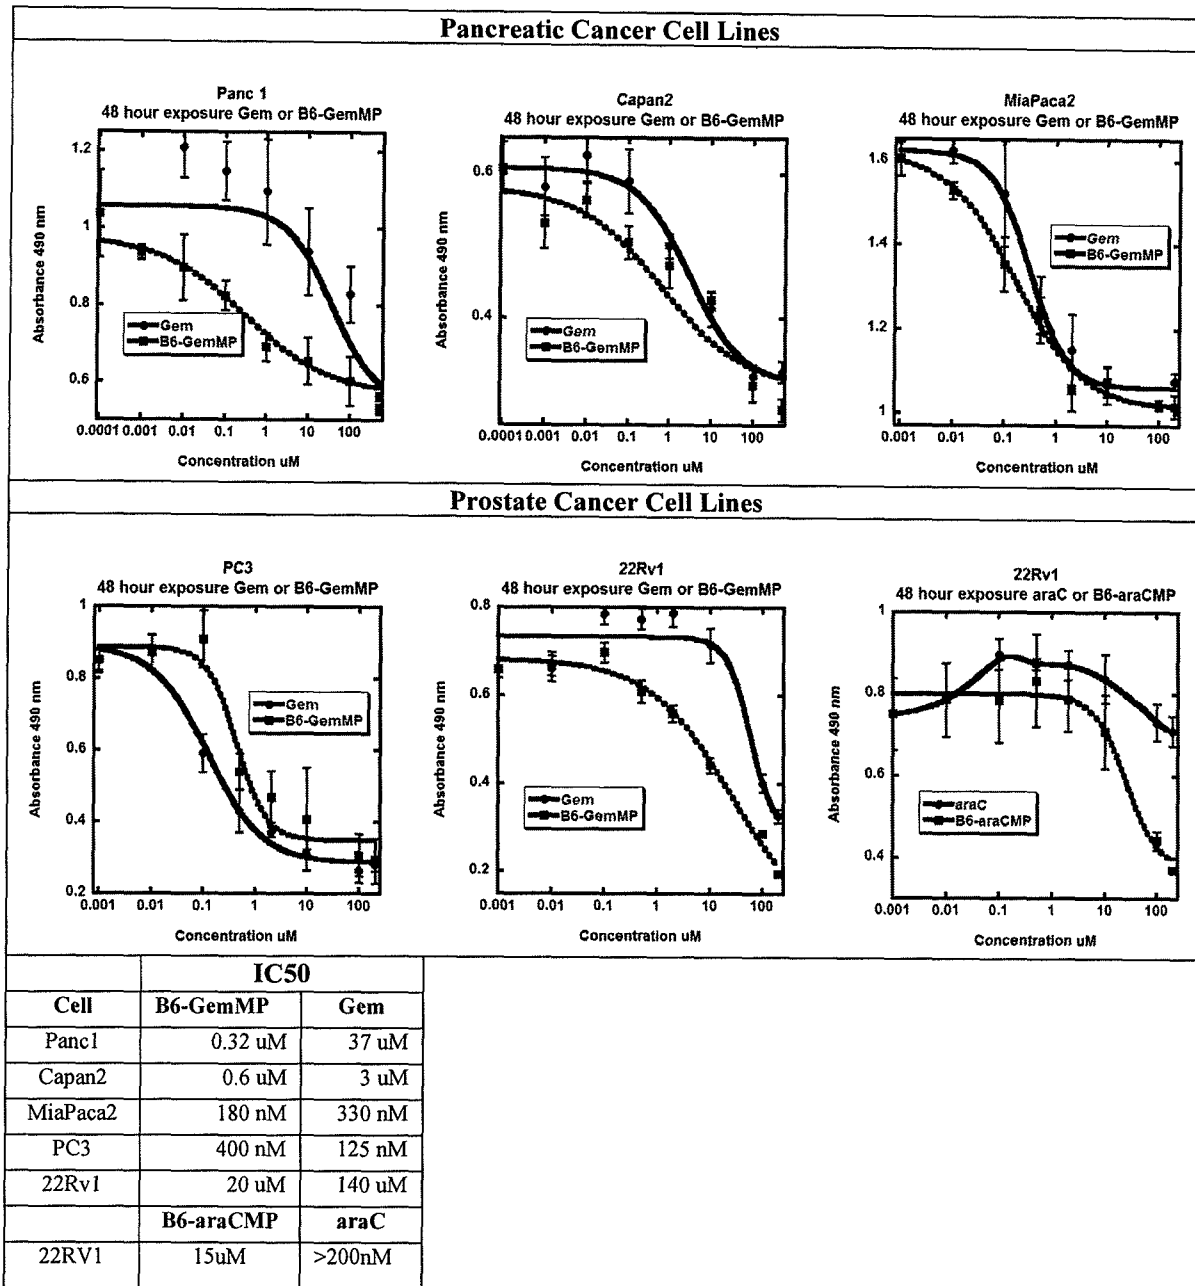 Pancreatic Cancer Cell Lines
Panc 1
48 hour exposure Gem or B6-GemMP
Absorbance 490 nm
1.2
1
0.8
0.6
Gem
B6-GemMP
0.0001 0.001 0.01 0.1 1 10 100
Concentration uM
Capan2
48 hour exposure Gem or B6-GemMP
Absorbance 490 nm
0.6
0.4
Gem
B6-GemMP
0.0001 0.001 0.01 0.1 1 10 100
Concentration uM
MiaPaca2
48 hour exposure Gem or B6-GemMP
Absorbance 490 nm
1.6
1.4
1.2
1
Gem
B6-GemMP
0.001 0.01 0.1 1 10 100
Concentration uM
Prostate Cancer Cell Lines
PC3
48 hour exposure Gem or B6-GemMP
Absorbance 490 nm
1
0.8
0.6
0.4
0.2
Gem
B6-GemMP
0.001 0.01 0.1 1 10 100
Concentration uM
22Rv1
48 hour exposure Gem or B6-GemMP
Absorbance 490 nm
0.8
0.6
0.4
0.2
Gem
B6-GemMP
0.001 0.01 0.1 1 10 100
Concentration uM
22Rv1
48 hour exposure araC or B6-araCMP
Absorbance 490 nm
1
0.8
0.6
0.4
araC
B6-araCMP
0.001 0.01 0.1 1 10 100
Concentration uM
IC50
Cell B6-GemMP Gem
Panc1 0.32 uM 37 uM
Capan2 0.6 uM 3 uM
MiaPaca2 180 nM 330 nM
PC3 400 nM 125 nM
22Rv1 20 uM 140 uM
B6-araCMP araC
22RV1 15uM >200nM